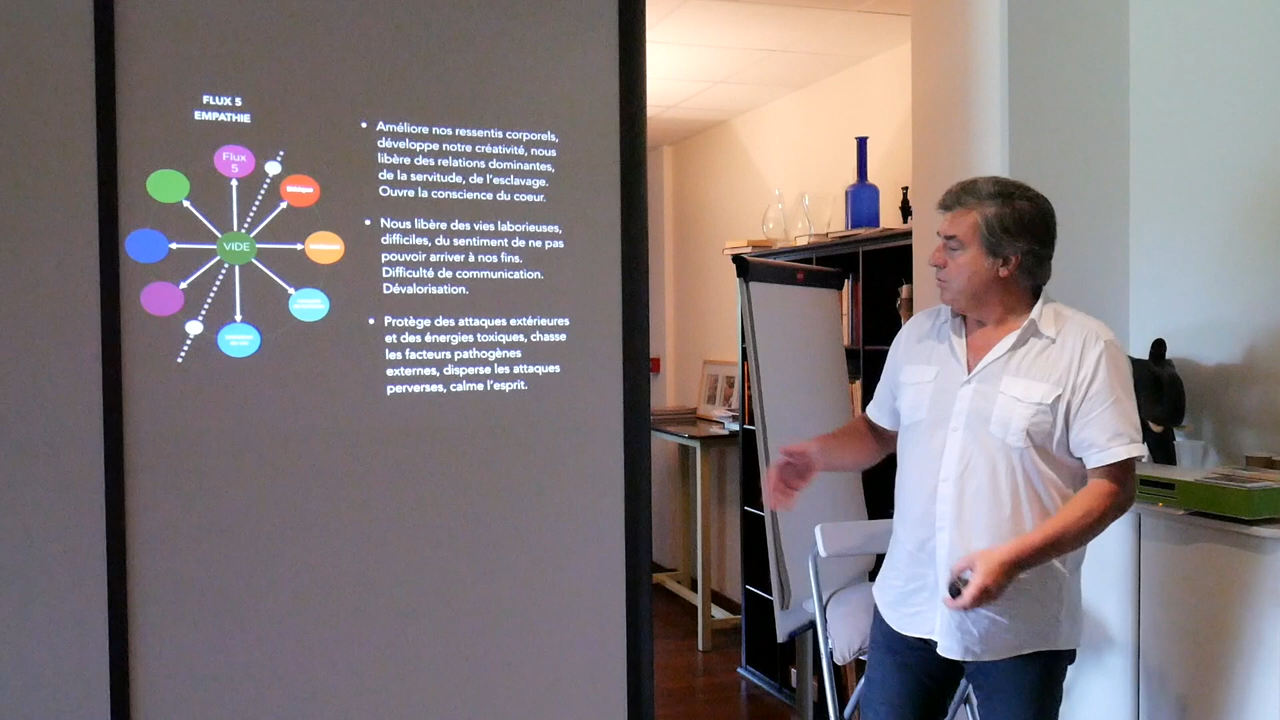 FLUX 5
EMPATHIE
Flux
5
VIDE
• Améliore nos ressentis corporels,
développe notre créativité, nous
libère des relations dominantes,
de la servitude, de l'esclavage.
Ouvre la conscience du coeur.
• Nous libère des vies laborieuses,
difficiles, du sentiment de ne pas
pouvoir arriver à nos fins.
Difficulté de communication.
Dévalorisation.
• Protège des attaques extérieures
et des énergies toxiques, chasse
les facteurs pathogènes
externes, disperse les attaques
perverses, calme l'esprit.